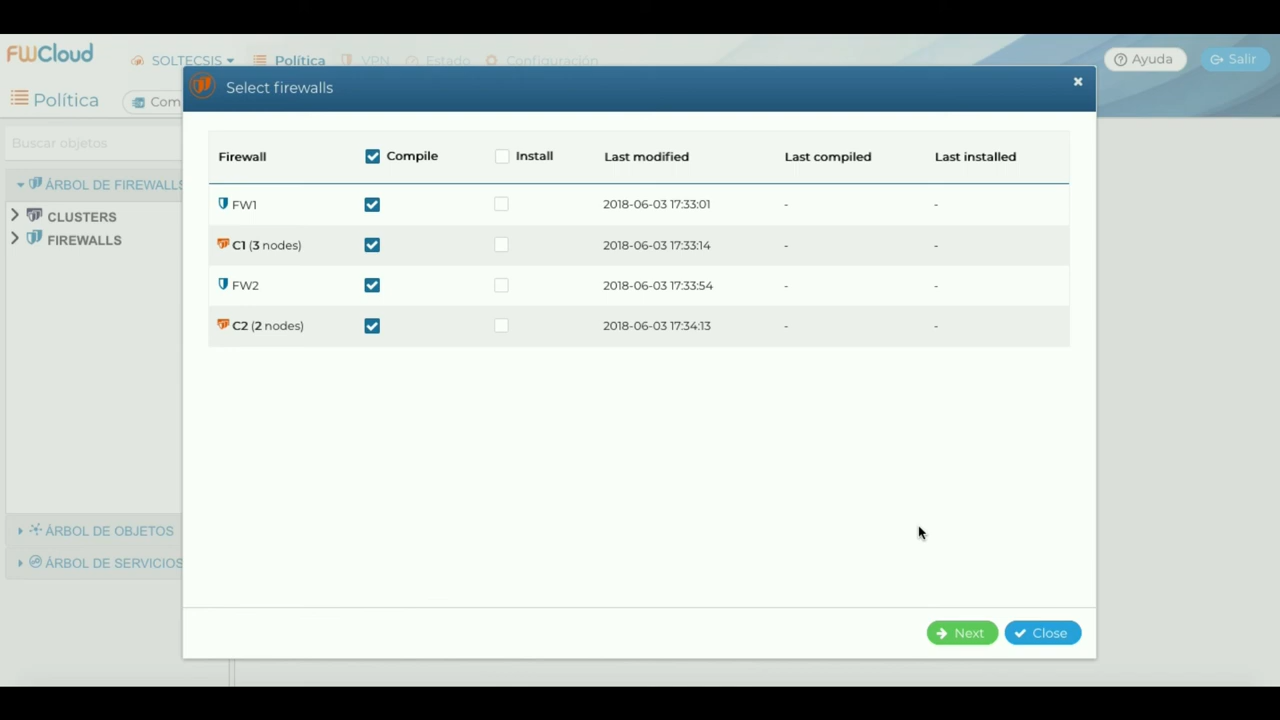 FWCloud
SOLTECSIS
Política
VPN
Estado
Configuración
Ayuda
Salir
Política
Com
Select firewalls
Buscar objetos
ÁRBOL DE FIREWALLS
CLUSTERS
FIREWALLS
ÁRBOL DE OBJETOS
ÁRBOL DE SERVICIOS
Firewall Compile Install Last modified Last compiled Last installed
FW1 2018-06-03 17:33:01 - -
C1 (3 nodes) 2018-06-03 17:33:14 - -
FW2 2018-06-03 17:33:54 - -
C2 (2 nodes) 2018-06-03 17:34:13 - -
Next
Close